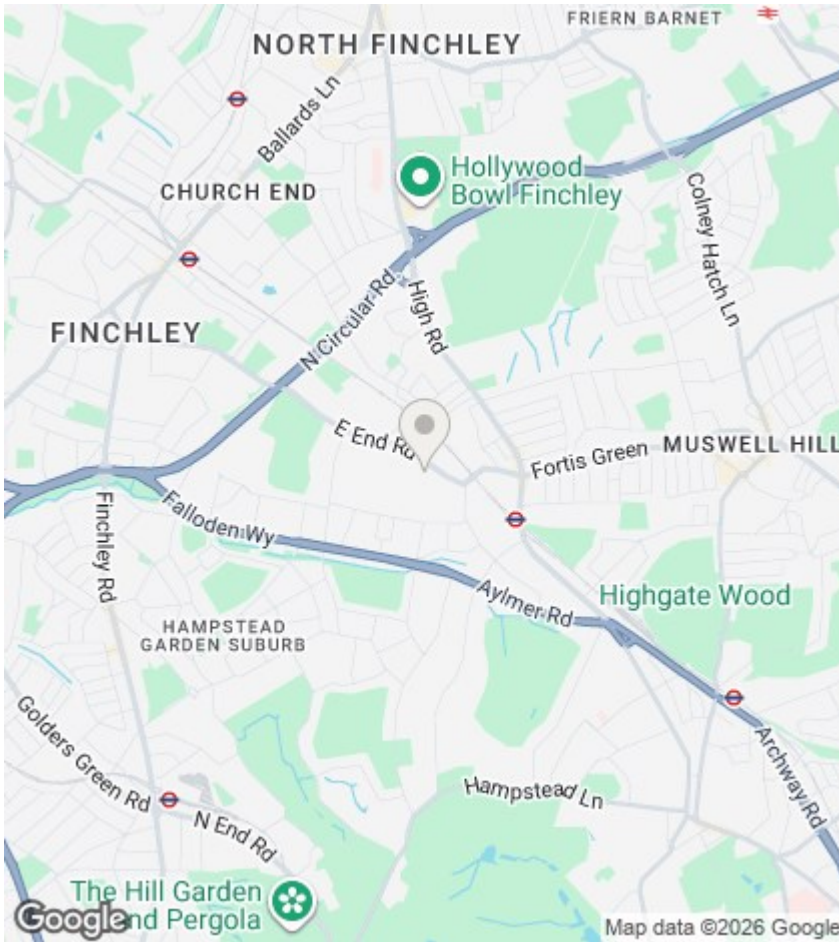 FRIERN BARNET
NORTH FINCHLEY
Ballards Ln
Hollywood
Bowl Finchley
CHURCH END
Colney Hatch Ln
N Circular Rd
High Rd
FINCHLEY
E End Rd
Fortis Green
MUSWELL HILL
Finchley Rd
Falloden Wy
Aylmer Rd
Highgate Wood
HAMPSTEAD
GARDEN SUBURB
Golders Green Rd
Archway Rd
Hampstead Ln
N End Rd
The Hill Garden
and Pergola
Google
Map data ©2026 Google